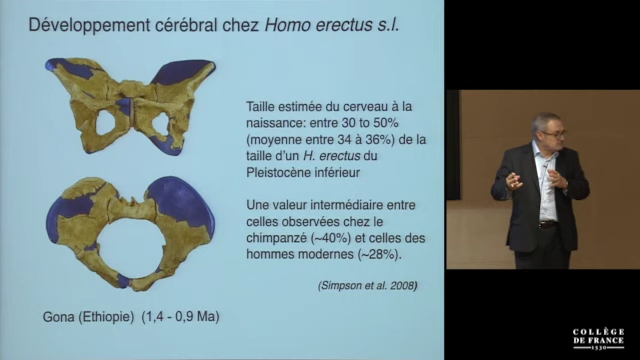 Développement cérébral chez Homo erectus s.l.
Taille estimée du cerveau à la
naissance: entre 30 to 50%
(moyenne entre 34 à 36%) de la
taille d'un H. erectus du
Pleistocène inférieur
Une valeur intermédiaire entre
celles observées chez le
chimpanzé (~40%) et celles des
hommes modernes (~28%).
(Simpson et al. 2008)
Gona (Ethiopie) (1,4 - 0,9 Ma)
COLLÈGE
DE FRANCE
1530